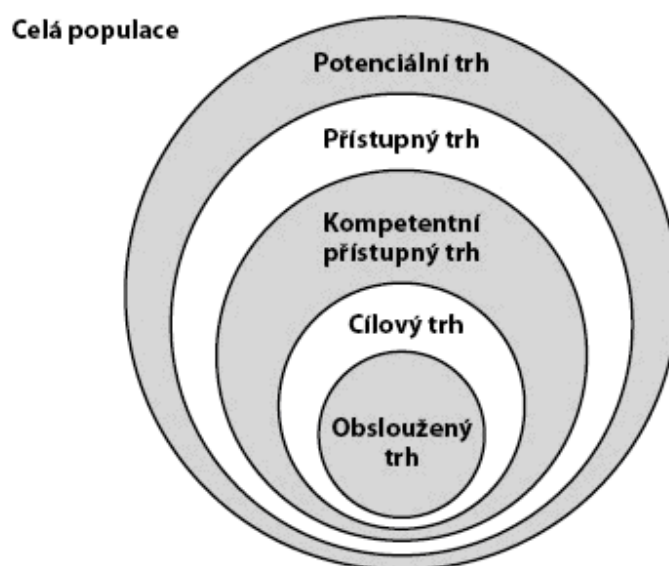 Celá populace
Potenciální trh
Přístupný trh
Kompetentní
přístupný trh
Cílový trh
Obsloužený
trh